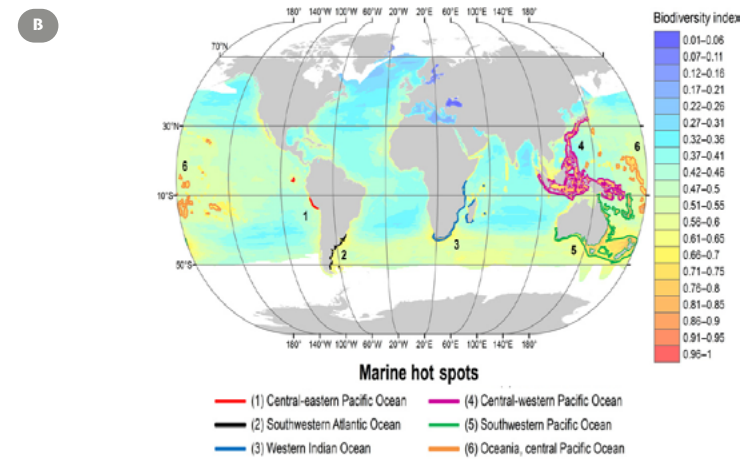 B
180° 140°W 100°W 60°W 20°W 20°E 60°E 100°E 140°E 180°
Biodiversity index
70°N
30°N
10°S
50°S
6
1
2
3
4
5
6
0.01–0.06
0.07–0.11
0.12–0.16
0.17–0.21
0.22–0.26
0.27–0.31
0.32–0.36
0.37–0.41
0.42–0.46
0.47–0.5
0.51–0.55
0.56–0.6
0.61–0.65
0.66–0.7
0.71–0.75
0.76–0.8
0.81–0.85
0.86–0.9
0.91–0.95
0.96–1
180° 140°W 100°W 60°W 20°W 20°E 60°E 100°E 140°E 180°
Marine hot spots
(1) Central-eastern Pacific Ocean
(2) Southwestern Atlantic Ocean
(3) Western Indian Ocean
(4) Central-western Pacific Ocean
(5) Southwestern Pacific Ocean
(6) Oceania, central Pacific Ocean